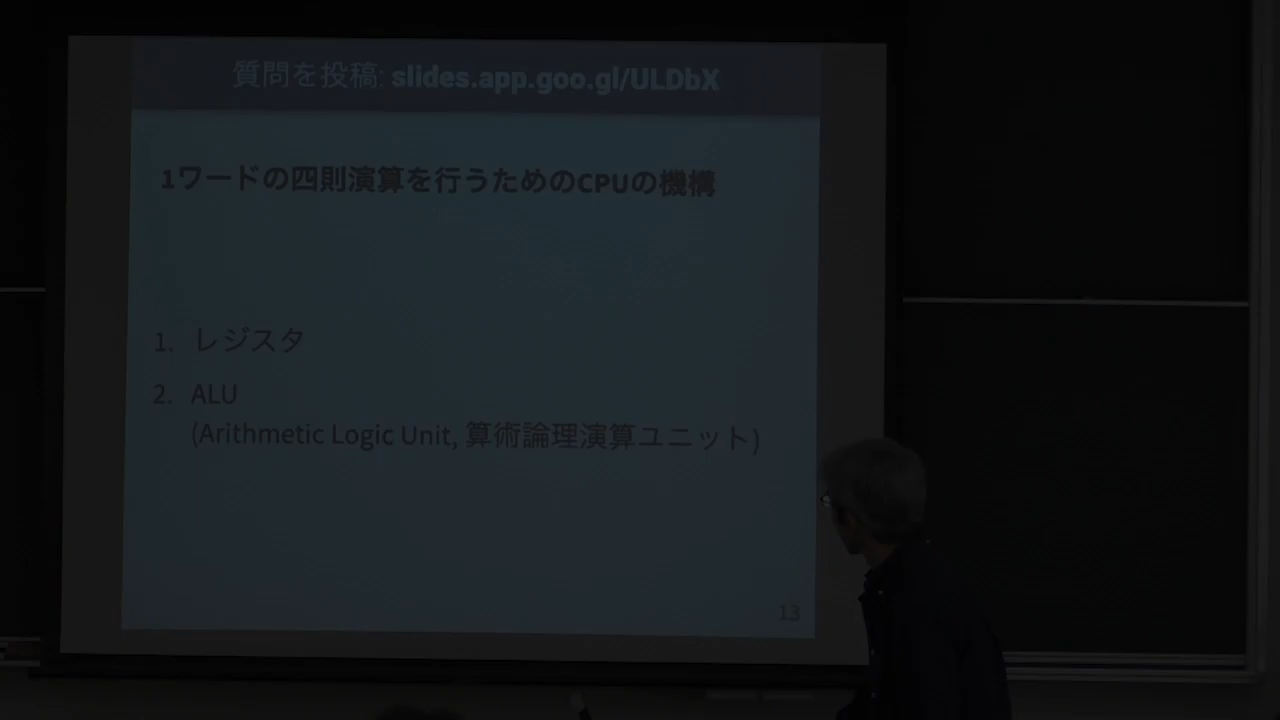 質問を投稿: slides.app.goo.gl/ULDbX
1ワードの四則演算を行うためのCPUの機構
1. レジスタ
2. ALU
(Arithmetic Logic Unit, 算術論理演算ユニット)
13